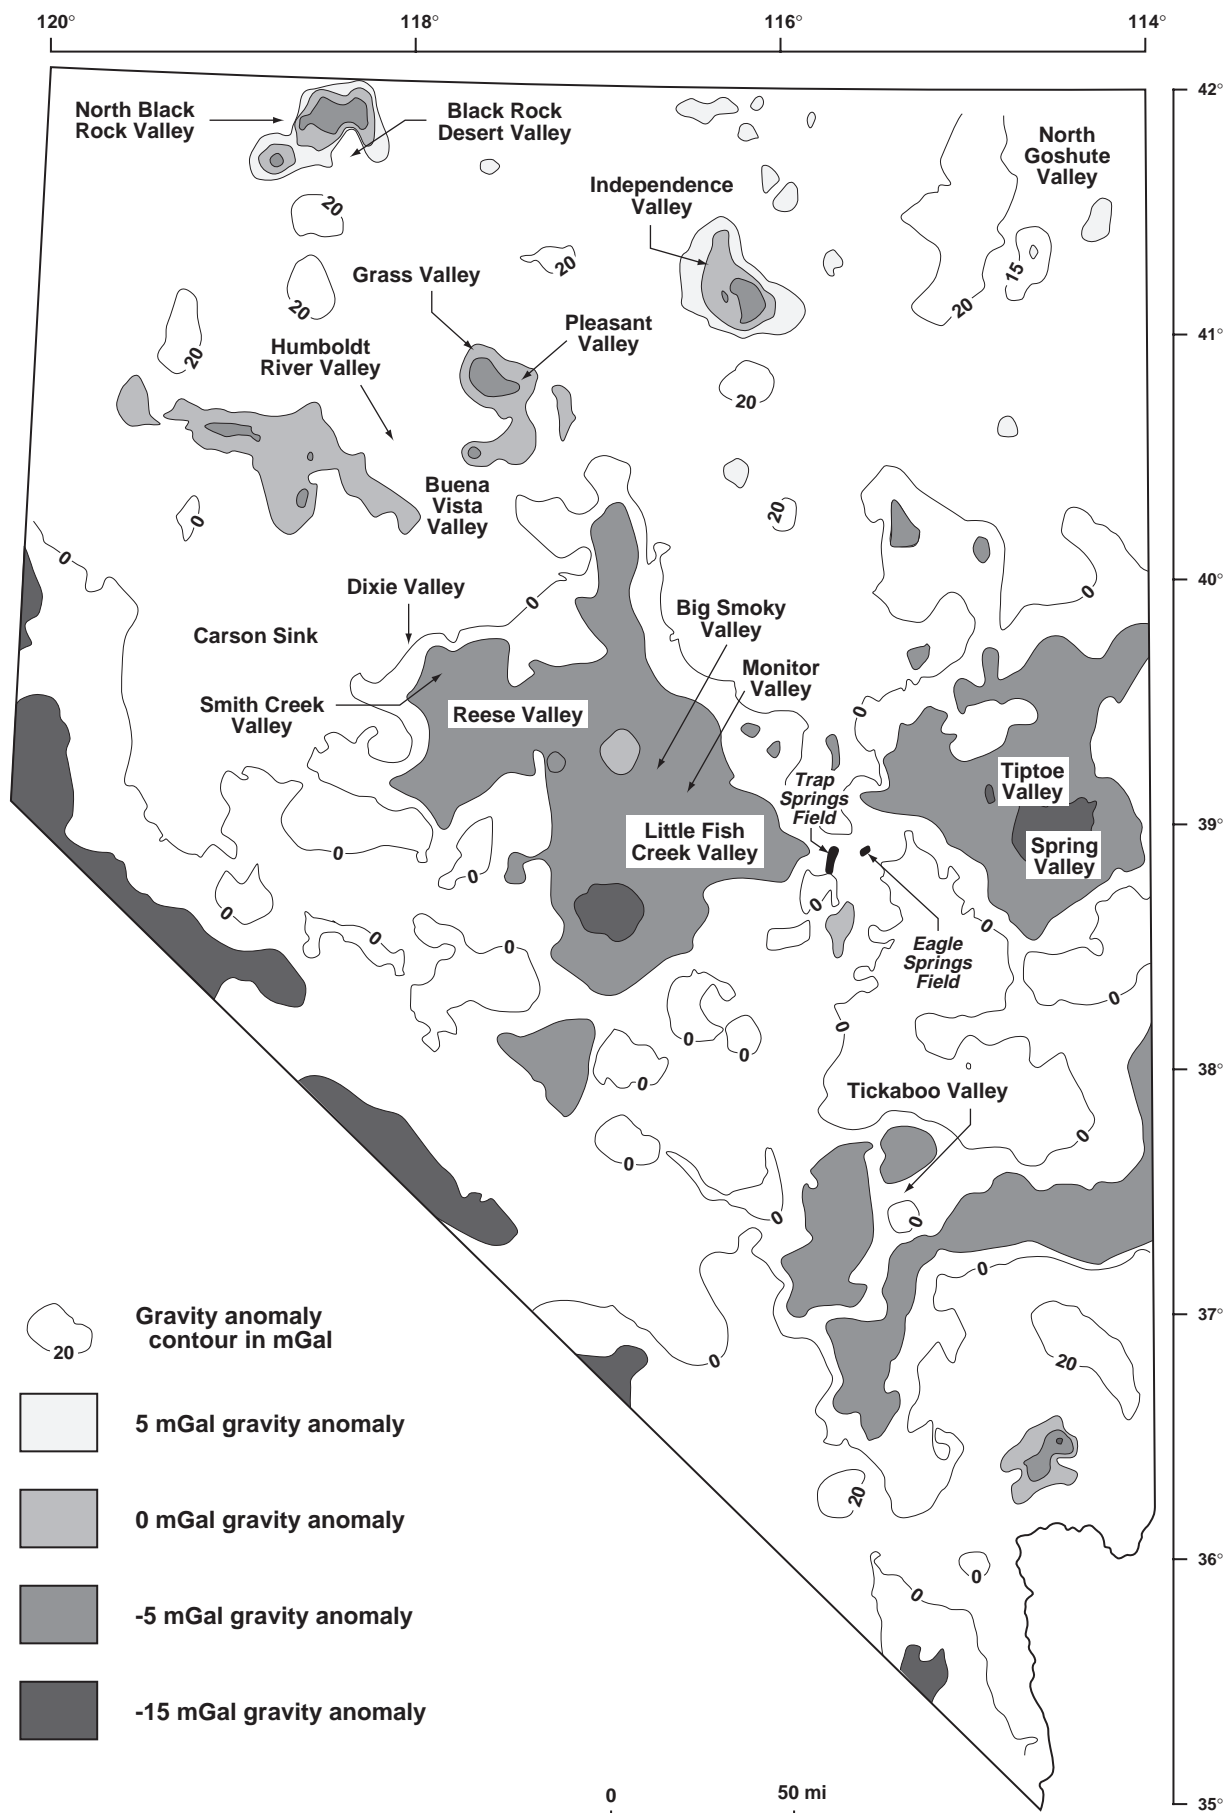 120°
118°
116°
114°
42°
North Black
Rock Valley
Black Rock
Desert Valley
North
Goshute
Valley
Independence
Valley
20
20
Grass Valley
15
20
20
Pleasant
Valley
41°
Humboldt
River Valley
20
20
Buena
Vista
Valley
20
0
0
40°
Dixie Valley
0
0
Big Smoky
Valley
Carson Sink
Monitor
Valley
Smith Creek
Valley
Reese Valley
0
Trap
Springs
Field
Tiptoe
Valley
39°
Little Fish
Creek Valley
Spring
Valley
0
0
0
0
0
0
0
Eagle
Springs
Field
0
0
0
0
38°
0
Tickaboo Valley
0
0
0
0
0
37°
Gravity anomaly
contour in mGal
20
0
20
5 mGal gravity anomaly
20
0 mGal gravity anomaly
36°
0
0
-5 mGal gravity anomaly
-15 mGal gravity anomaly
0
50 mi
35°